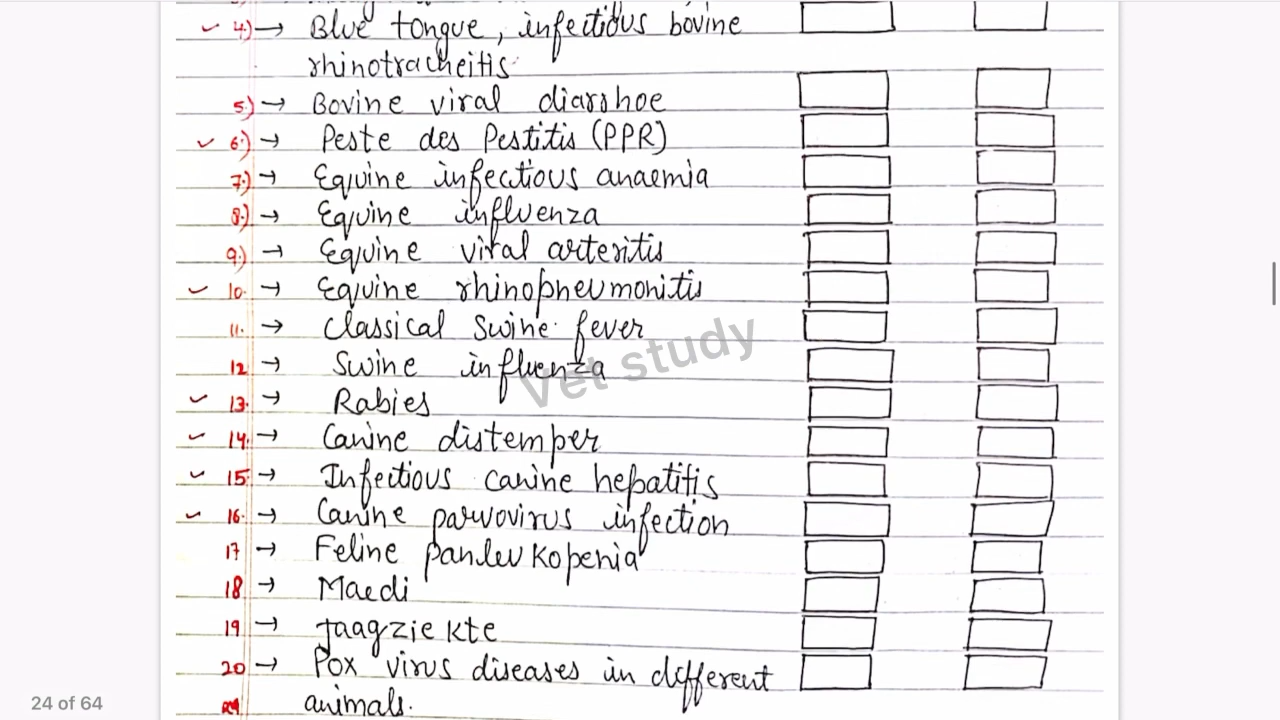 4) → Blue tongue, infectious bovine
rhinotracheitis.
5) → Bovine viral diarrhoe
6) → Peste des Pestitis (PPR)
7) → Equine infectious anaemia
8) → Equine influenza
9) → Equine viral arteritis
10. → Equine rhinopneumonitis
11. → Classical Swine fever
12 → Swine influenza
13. → Rabies
14. → Canine distemper
15. → Infectious canine hepatitis
16. → Canine parvovirus infection
17 → Feline panleukopenia
18 → Maedi
19 → Jaagziekte
20 → Pox virus diseases in different
animals.
Vet study
24 of 64